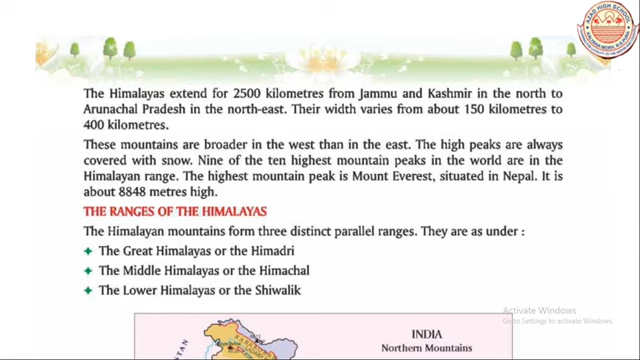 AZAD HIGH SCHOOL
The Himalayas extend for 2500 kilometres from Jammu and Kashmir in the north to
Arunachal Pradesh in the north-east. Their width varies from about 150 kilometres to
400 kilometres.
These mountains are broader in the west than in the east. The high peaks are always
covered with snow. Nine of the ten highest mountain peaks in the world are in the
Himalayan range. The highest mountain peak is Mount Everest, situated in Nepal. It is
about 8848 metres high.
THE RANGES OF THE HIMALAYAS
The Himalayan mountains form three distinct parallel ranges. They are as under :
The Great Himalayas or the Himadri
The Middle Himalayas or the Himachal
The Lower Himalayas or the Shiwalik
Activate Windows
Go to Settings to activate Windows.
INDIA
Northern Mountains